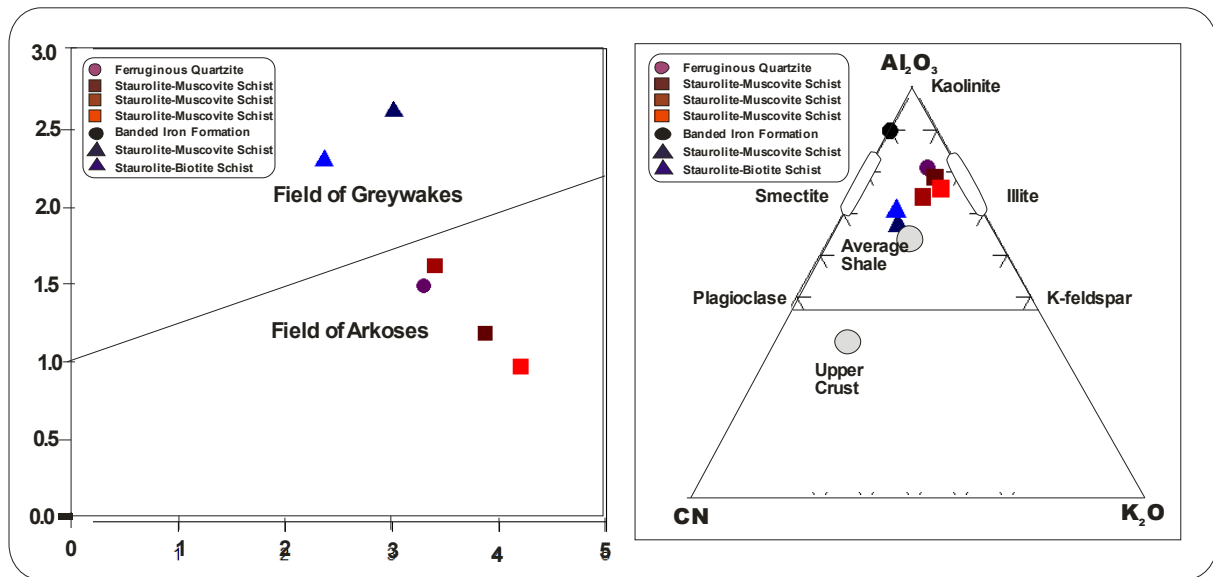 3.0
2.5
2.0
1.5
1.0
0.5
0.0
Ferruginous Quartzite
Staurolite-Muscovite Schist
Staurolite-Muscovite Schist
Staurolite-Muscovite Schist
Banded Iron Formation
Staurolite-Muscovite Schist
Staurolite-Biotite Schist
Field of Greywakes
Field of Arkoses
0 1 2 3 4 5
Ferruginous Quartzite
Staurolite-Muscovite Schist
Staurolite-Muscovite Schist
Staurolite-Muscovite Schist
Banded Iron Formation
Staurolite-Muscovite Schist
Staurolite-Biotite Schist
Al₂O₃
Kaolinite
Smectite
Illite
Average
Shale
Plagioclase
K-feldspar
Upper
Crust
CN
K₂O